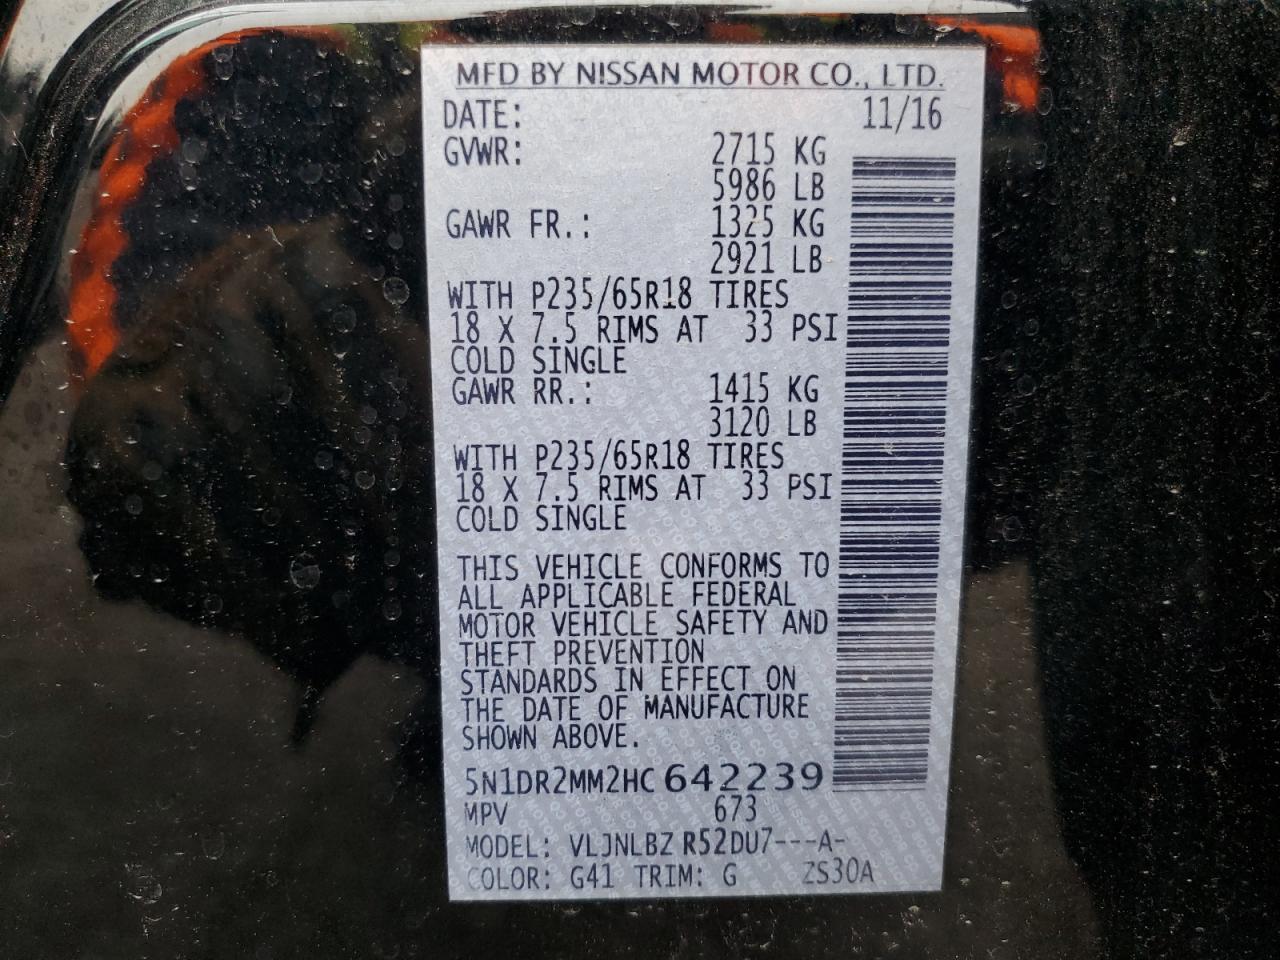 MFD BY NISSAN MOTOR CO., LTD.
DATE: 11/16
GVWR: 2715 KG
5986 LB
GAWR FR.: 1325 KG
2921 LB
WITH P235/65R18 TIRES
18 X 7.5 RIMS AT 33 PSI
COLD SINGLE
GAWR RR.: 1415 KG
3120 LB
WITH P235/65R18 TIRES
18 X 7.5 RIMS AT 33 PSI
COLD SINGLE
THIS VEHICLE CONFORMS TO
ALL APPLICABLE FEDERAL
MOTOR VEHICLE SAFETY AND
THEFT PREVENTION
STANDARDS IN EFFECT ON
THE DATE OF MANUFACTURE
SHOWN ABOVE.
5N1DR2MM2HC642239
MPV 673
MODEL: VLJNLBZ R52DU7---A-
COLOR: G41 TRIM: G ZS30A